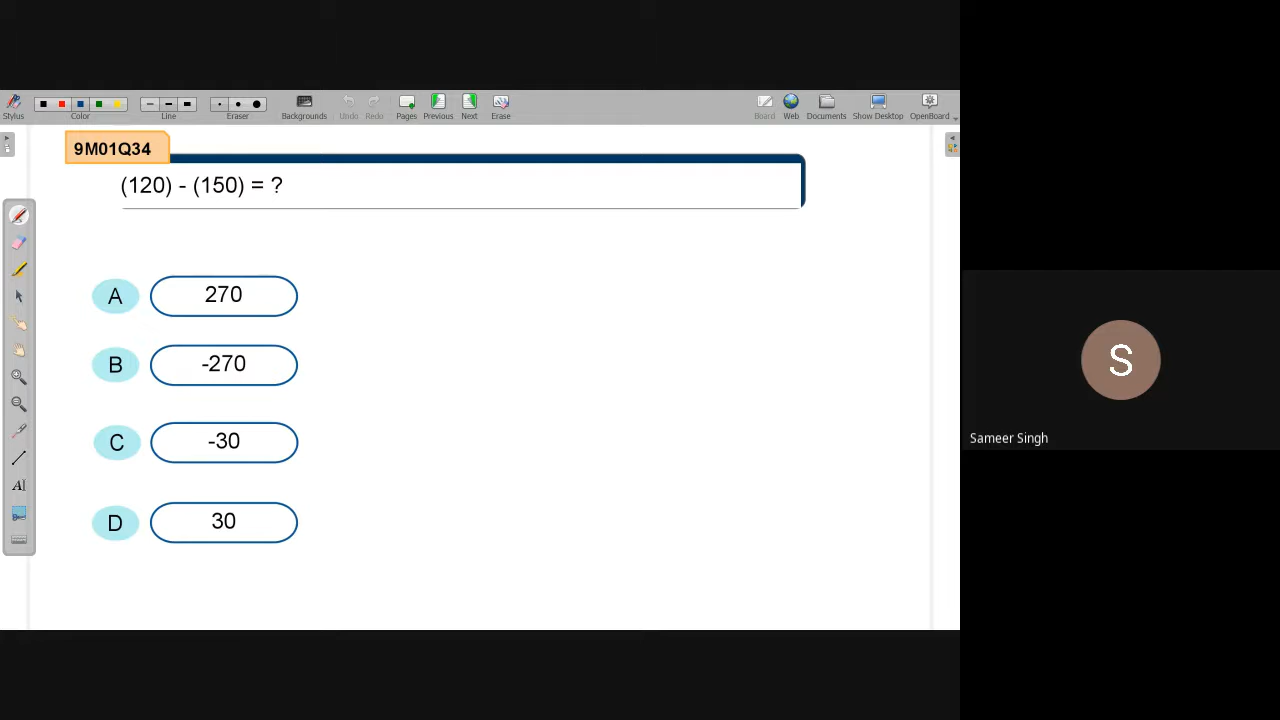 Stylus
Color
Line
Eraser
Backgrounds
Undo
Redo
Pages
Previous
Next
Erase
Board
Web
Documents
Show Desktop
OpenBoard
9M01Q34
(120) - (150) = ?
A 270
B -270
C -30
D 30
AI
S
Sameer Singh